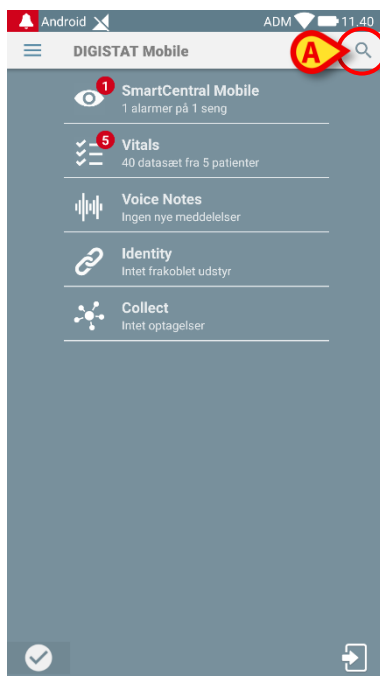 Android ADM 11.40
DIGISTAT Mobile A
1
SmartCentral Mobile
1 alarmer på 1 seng
5
Vitals
40 datasæt fra 5 patienter
Voice Notes
Ingen nye meddelelser
Identity
Intet frakoblet udstyr
Collect
Intet optagelser